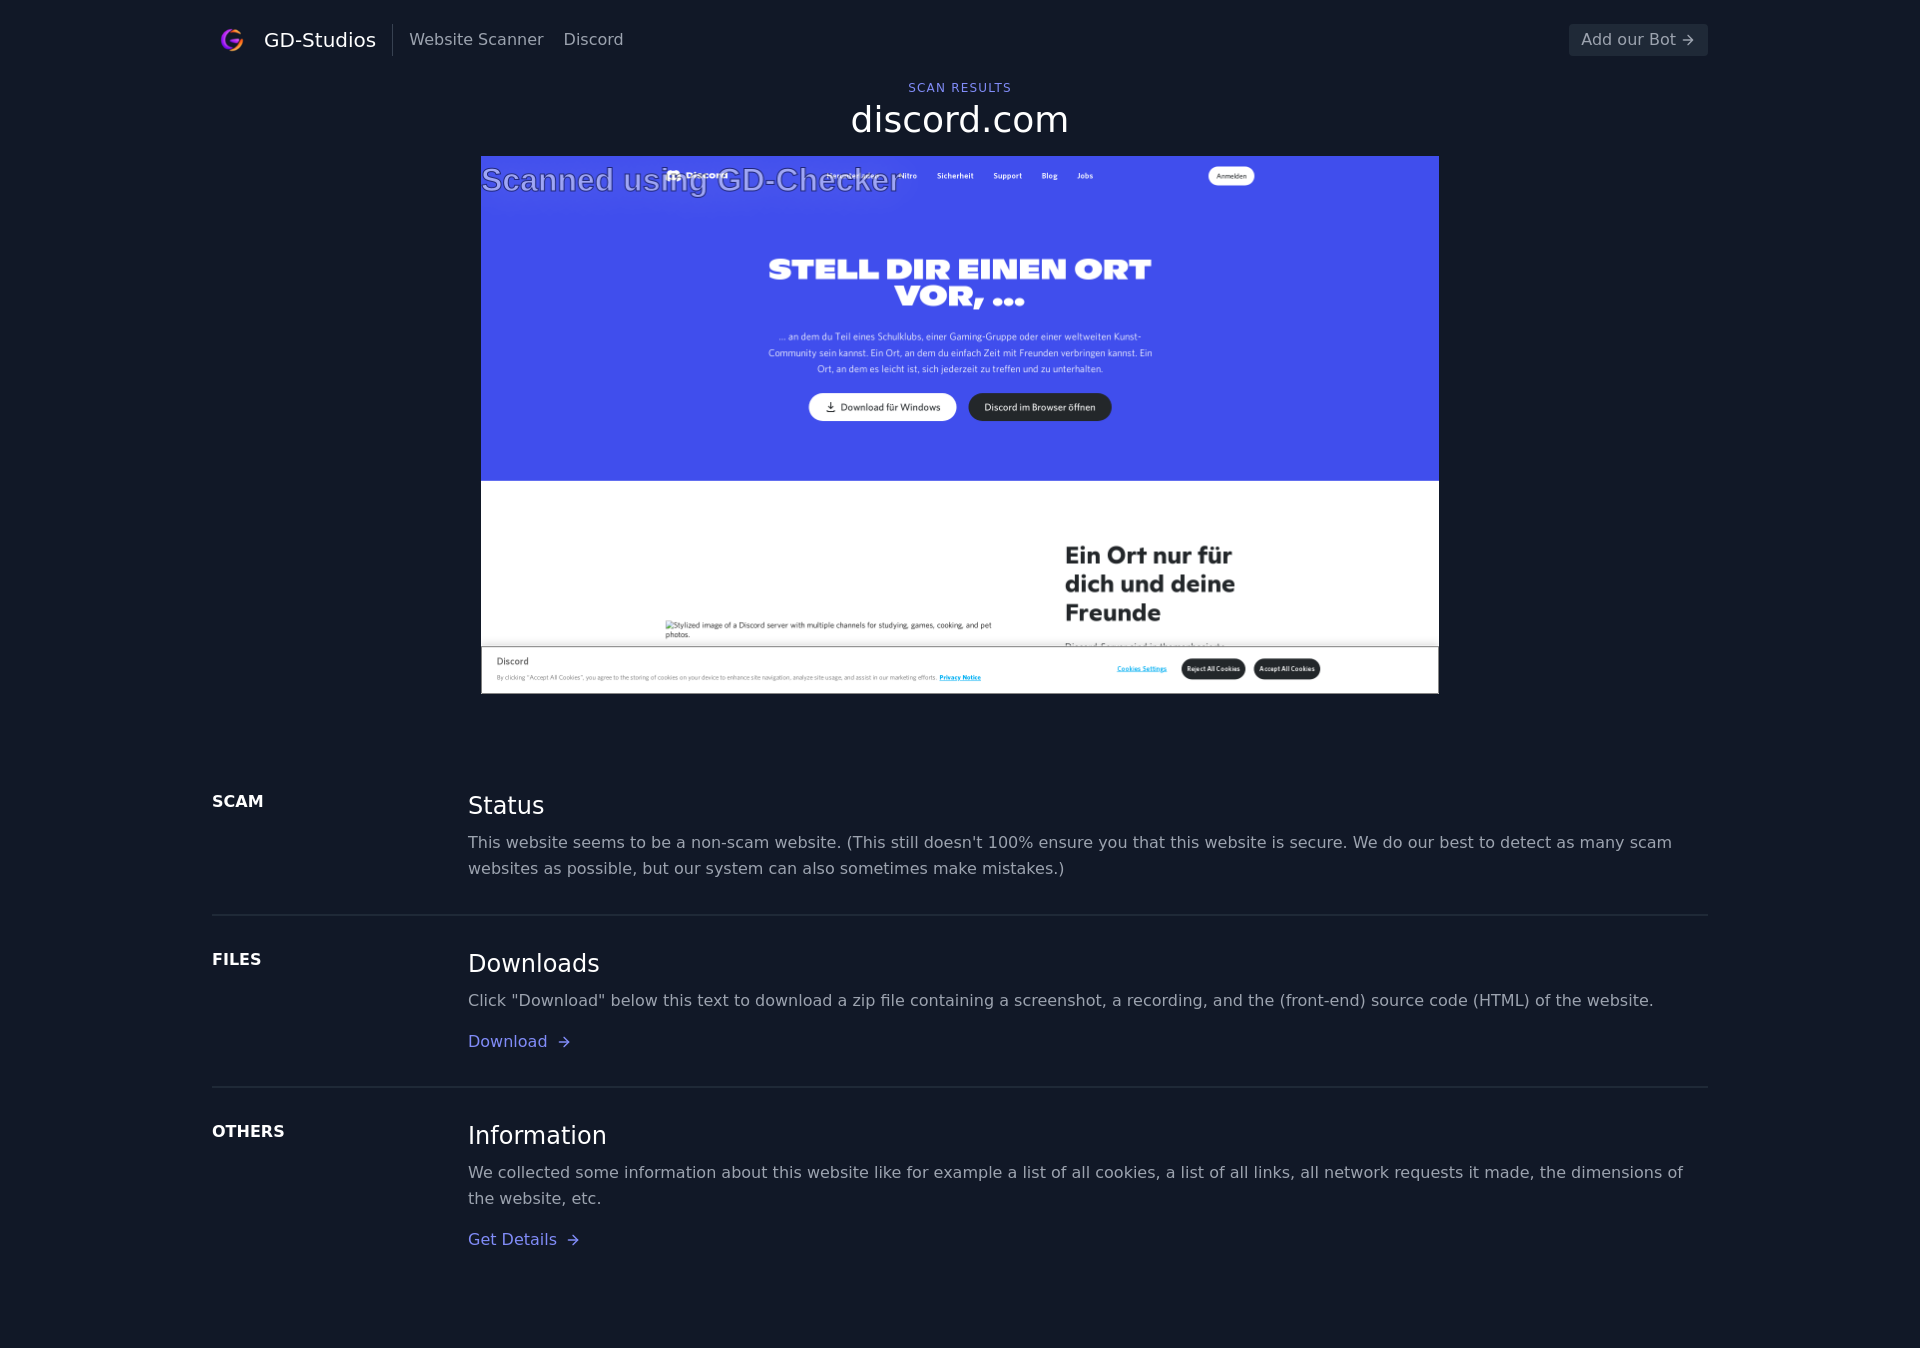 GD-Studios
Website Scanner
Discord
Add our Bot →
SCAN RESULTS
discord.com
Scanned using GD-Checker
Discord
Nitro
Sicherheit
Support
Blog
Jobs
Anmelden
STELL DIR EINEN ORT
VOR, ...
... an dem du Teil eines Schulklubs, einer Gaming-Gruppe oder einer weltweiten Kunst-
Community sein kannst. Ein Ort, an dem du einfach Zeit mit Freunden verbringen kannst. Ein
Ort, an dem es leicht ist, sich jederzeit zu treffen und zu unterhalten.
Download für Windows
Discord im Browser öffnen
Ein Ort nur für
dich und deine
Freunde
Stylized image of a Discord server with multiple channels for studying, games, cooking, and pet
photos.
Discord
By clicking "Accept All Cookies", you agree to the storing of cookies on your device to enhance site navigation, analyze site usage, and assist in our marketing efforts. Privacy Notice
Cookies Settings
Reject All Cookies
Accept All Cookies
SCAM
Status
This website seems to be a non-scam website. (This still doesn't 100% ensure you that this website is secure. We do our best to detect as many scam
websites as possible, but our system can also sometimes make mistakes.)
FILES
Downloads
Click "Download" below this text to download a zip file containing a screenshot, a recording, and the (front-end) source code (HTML) of the website.
Download →
OTHERS
Information
We collected some information about this website like for example a list of all cookies, a list of all links, all network requests it made, the dimensions of
the website, etc.
Get Details →